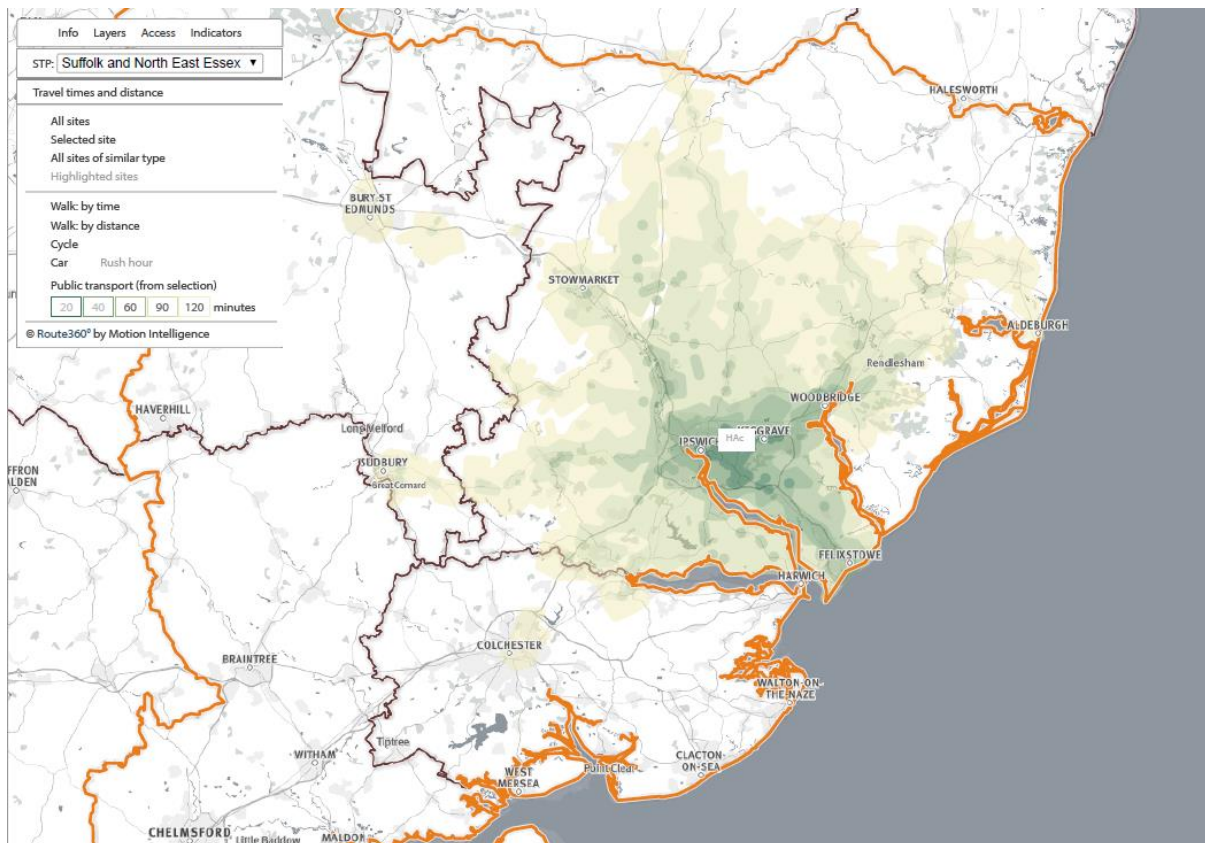 Info Layers Access Indicators
STP: Suffolk and North East Essex
Travel times and distance
All sites
Selected site
All sites of similar type
Highlighted sites
Walk: by time
Walk: by distance
Cycle
Car Rush hour
Public transport (from selection)
20 40 60 90 120 minutes
© Route360° by Motion Intelligence
HALESWORTH
BURY ST
EDMUNDS
STOWMARKET
ALDEBURGH
Rendlesham
WOODBRIDGE
HAVERHILL
Long Melford
HAc
IPSWICH
SUDBURY
Great Cornard
FELIXSTOWE
HARWICH
COLCHESTER
BRAINTREE
WALTON-ON-
THE-NAZE
Tiptree
WITHAM
CLACTON-
ON-SEA
Point Clear
WEST
MERSEA
CHELMSFORD
Little Baddow
MALDON